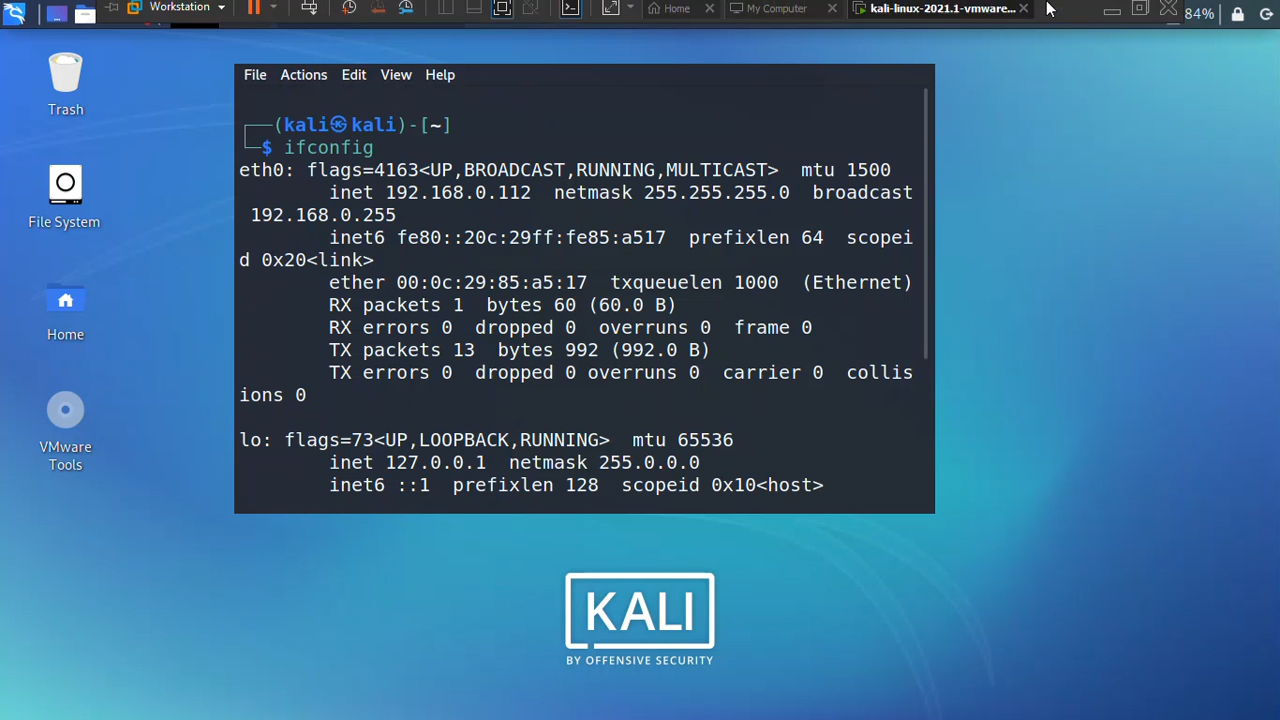 Workstation
Home
My Computer
kali-linux-2021.1-vmware...
84%
Trash
File System
Home
VMware
Tools
File Actions Edit View Help
(kali㉿kali)-[~]
$ ifconfig
eth0: flags=4163<UP,BROADCAST,RUNNING,MULTICAST>  mtu 1500
inet 192.168.0.112  netmask 255.255.255.0  broadcast
192.168.0.255
inet6 fe80::20c:29ff:fe85:a517  prefixlen 64  scopei
d 0x20<link>
ether 00:0c:29:85:a5:17  txqueuelen 1000  (Ethernet)
RX packets 1  bytes 60 (60.0 B)
RX errors 0  dropped 0  overruns 0  frame 0
TX packets 13  bytes 992 (992.0 B)
TX errors 0  dropped 0 overruns 0  carrier 0  collis
ions 0
lo: flags=73<UP,LOOPBACK,RUNNING>  mtu 65536
inet 127.0.0.1  netmask 255.0.0.0
inet6 ::1  prefixlen 128  scopeid 0x10<host>
KALI
BY OFFENSIVE SECURITY